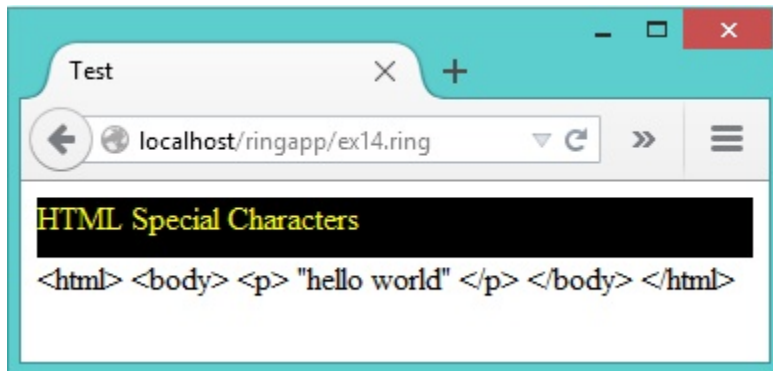 Test
localhost/ringapp/ex14.ring
HTML Special Characters
<html> <body> <p> "hello world" </p> </body> </html>